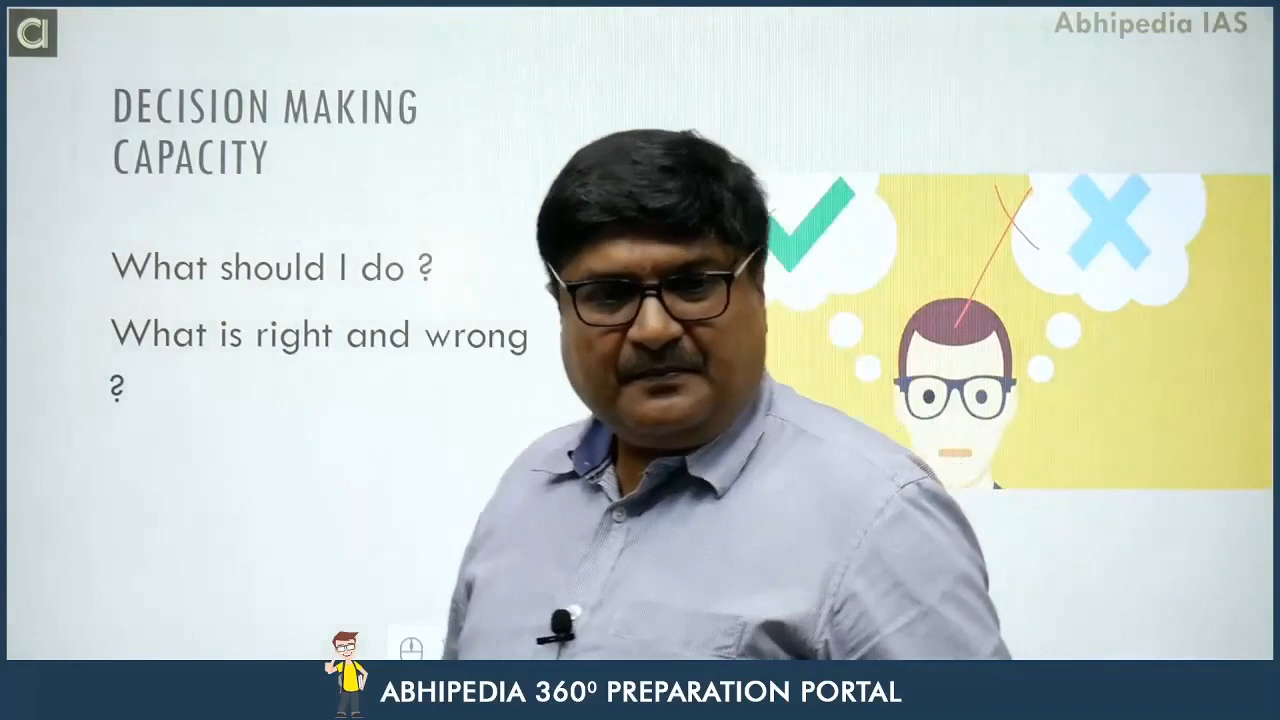 Abhipedia IAS
DECISION MAKING
CAPACITY
What should I do ?
What is right and wrong
?
ABHIPEDIA 360⁰ PREPARATION PORTAL